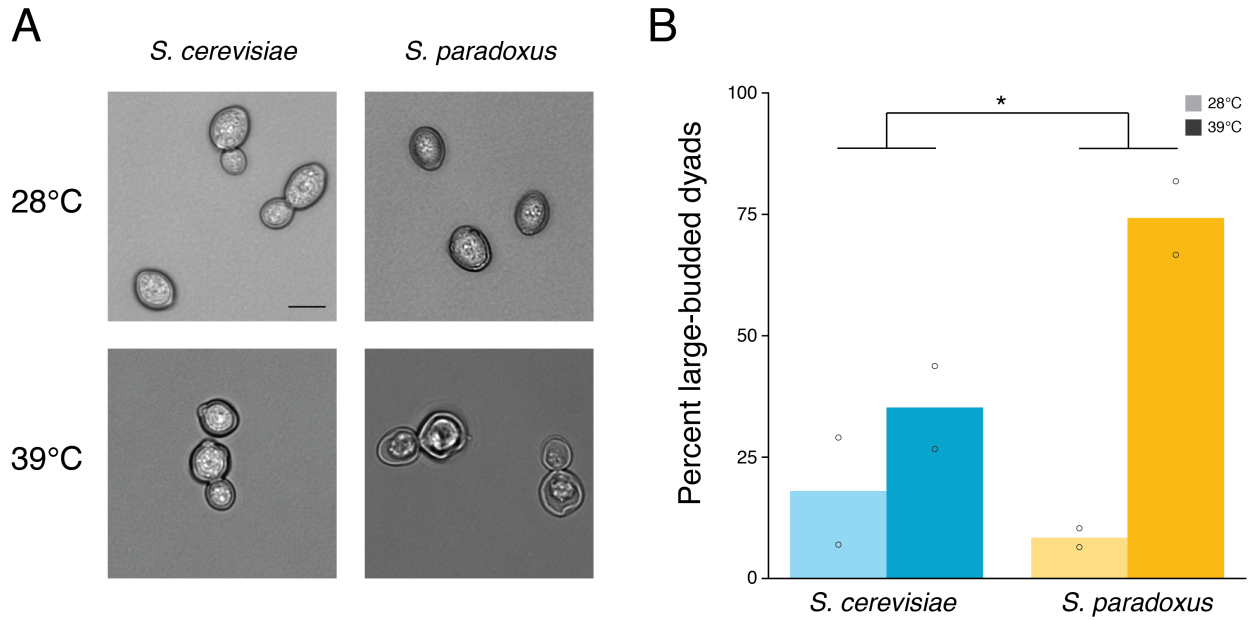 A
S. cerevisiae
S. paradoxus
28°C
39°C
B
Percent large-budded dyads
100
75
50
25
0
*
28°C
39°C
S. cerevisiae
S. paradoxus